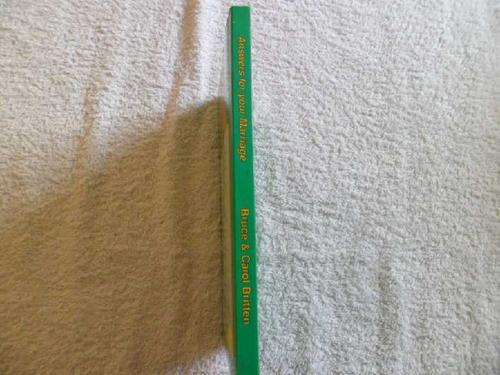 Answers for your Marriage
Bruce & Carol Britten